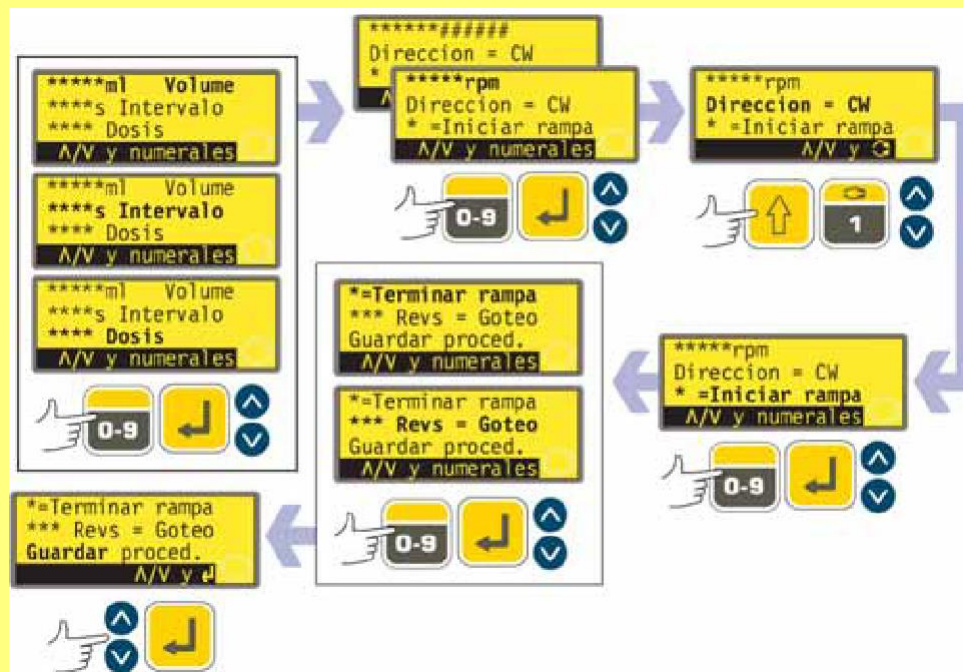 *****ml Volume
****s Intervalo
**** Dosis
Λ/V y numerales
*****ml Volume
****s Intervalo
**** Dosis
Λ/V y numerales
*****ml Volume
****s Intervalo
**** Dosis
Λ/V y numerales
0-9
******######
Direccion = CW
*
Λ
*****rpm
Direccion = CW
* =Iniciar rampa
Λ/V y numerales
0-9
*****rpm
Direccion = CW
* =Iniciar rampa
Λ/V y
1
*****rpm
Direccion = CW
* =Iniciar rampa
Λ/V y numerales
0-9
*=Terminar rampa
*** Revs = Goteo
Guardar proced.
Λ/V y numerales
*=Terminar rampa
*** Revs = Goteo
Guardar proced.
Λ/V y numerales
0-9
*=Terminar rampa
*** Revs = Goteo
Guardar proced.
Λ/V y ↲